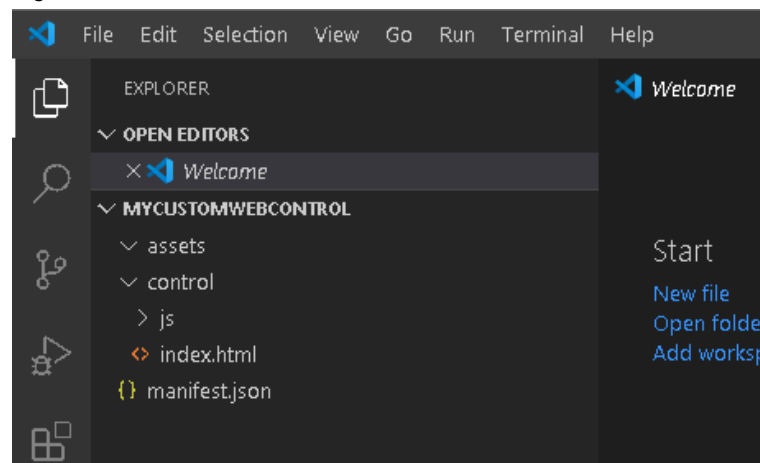 File Edit Selection View Go Run Terminal Help
EXPLORER
OPEN EDITORS
Welcome
MYCUSTOMWEBCONTROL
assets
control
js
index.html
manifest.json
Welcome
Start
New file
Open folde
Add worksp